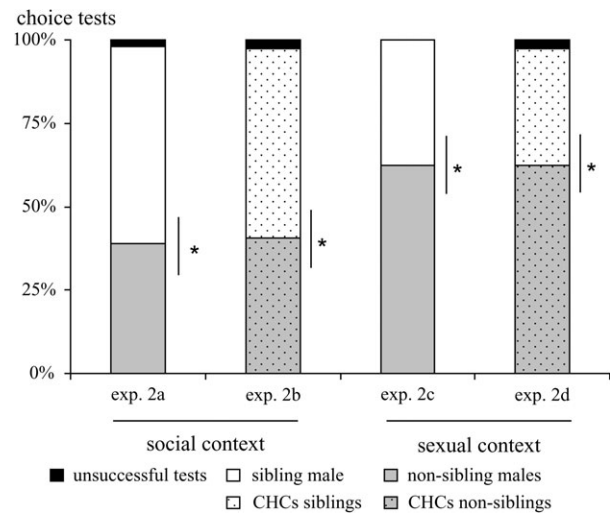 choice tests
100%
75%
50%
25%
0%
*
*
*
*
exp. 2a exp. 2b exp. 2c exp. 2d
social context sexual context
unsuccessful tests sibling male non-sibling males
CHCs siblings CHCs non-siblings